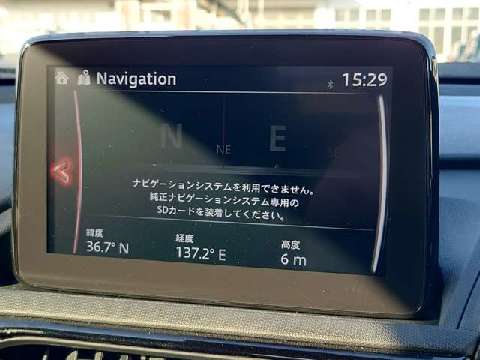 Navigation 15:29
N E
NE
ナビゲーションシステムを利用できません。
純正ナビゲーションシステム専用の
SDカードを装着してください。
緯度 経度 高度
36.7° N 137.2° E 6 m